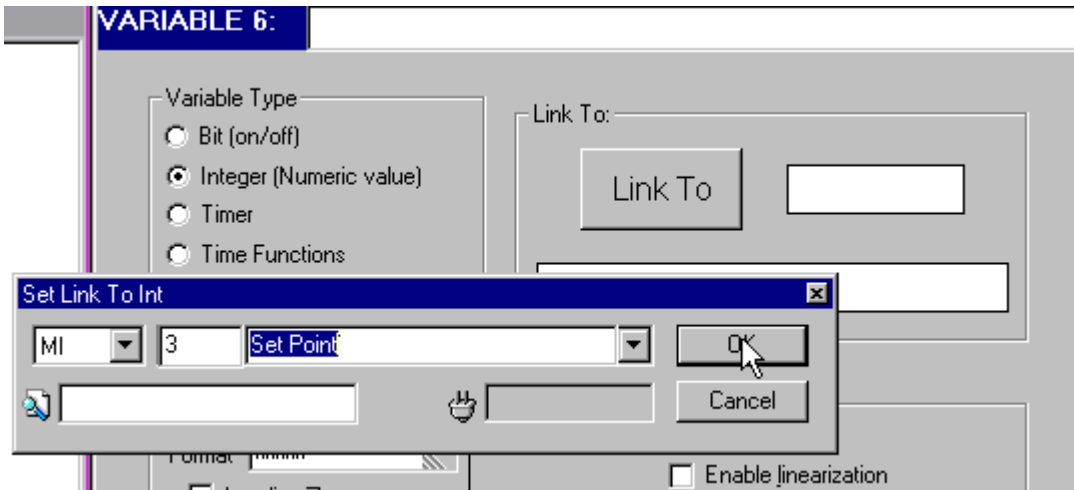 VARIABLE 6:
Variable Type
Bit (on/off)
Integer (Numeric value)
Timer
Time Functions
Link To:
Link To
Set Link To Int
MI 3 Set Point
OK
Cancel
Format
Enable linearization